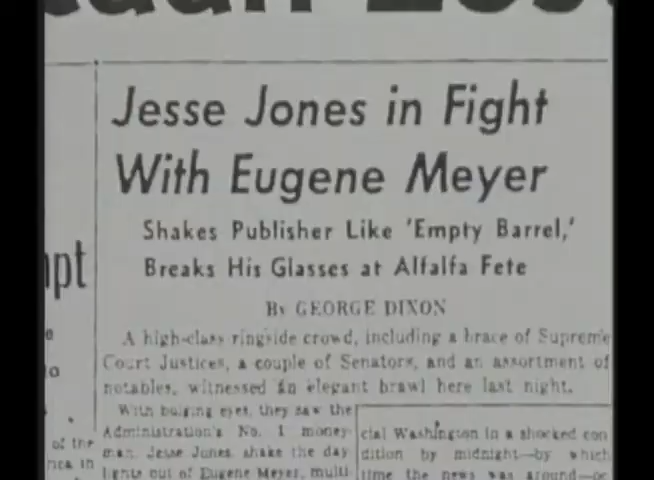 Jesse Jones in Fight
With Eugene Meyer
Shakes Publisher Like 'Empty Barrel,'
Breaks His Glasses at Alfalfa Fete
By GEORGE DIXON
A high-class ringside crowd, including a brace of Supreme
Court Justices, a couple of Senators, and an assortment of
notables, witnessed an elegant brawl here last night.
With bulging eyes, they saw the
Administration's No. 1 money
man, Jesse Jones, shake the day
lights out of Eugene Meyer, multi
cial Washington in a shocked con
dition by midnight—by which
time the news was around—or
pt
of the